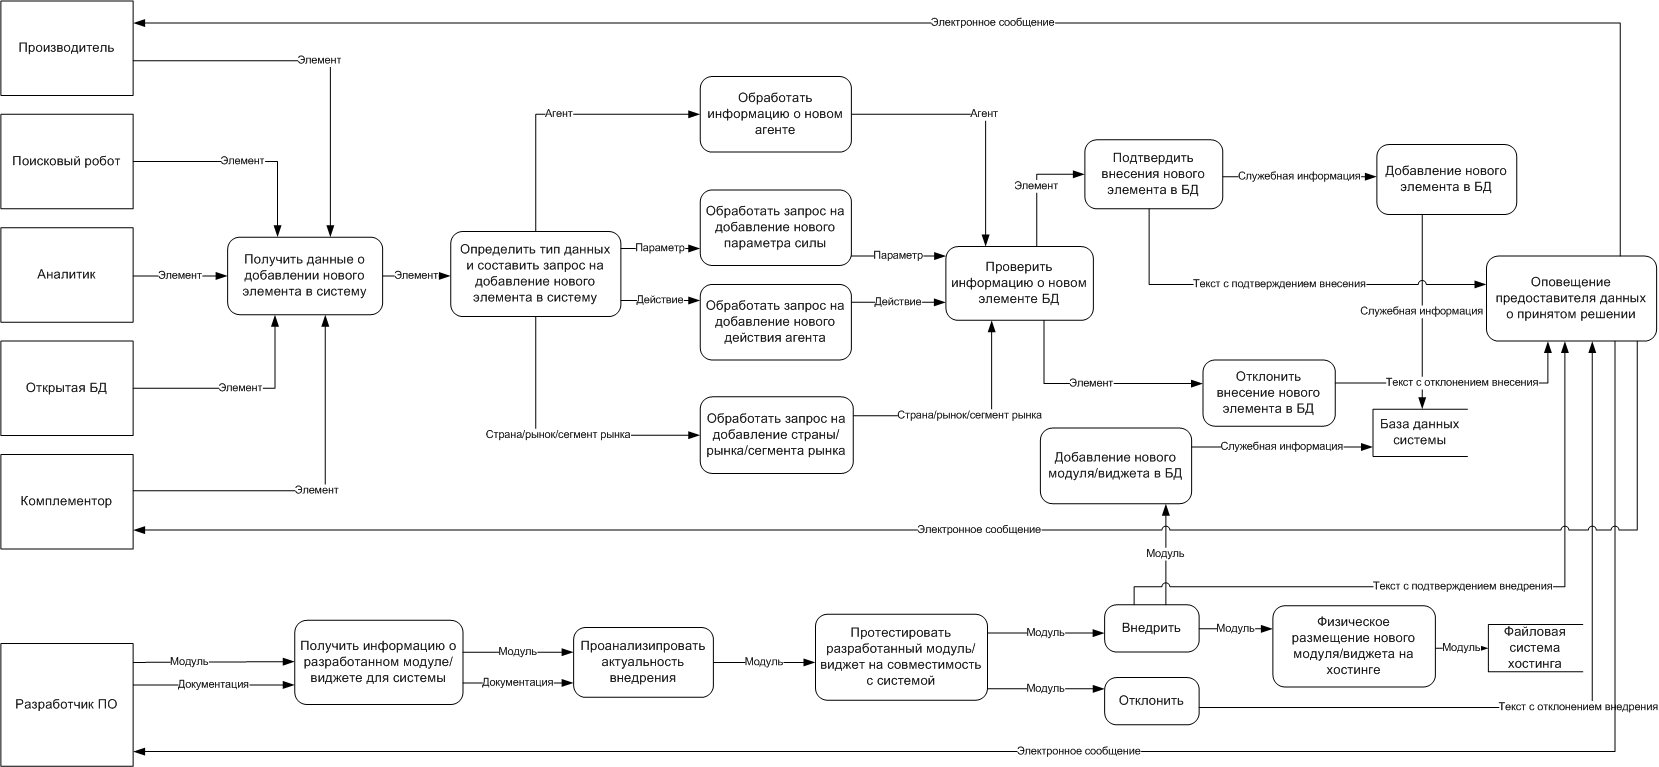 Электронное сообщение
Производитель
Элемент
Поисковый робот
Элемент
Аналитик
Элемент
Открытая БД
Элемент
Комплементор
Элемент
Получить данные о
добавлении нового
элемента в систему
Элемент
Определить тип данных
и составить запрос на
добавление нового
элемента в систему
Агент
Параметр
Действие
Страна/рынок/сегмент рынка
Обработать
информацию о новом
агенте
Обработать запрос на
добавление нового
параметра силы
Обработать запрос на
добавление нового
действия агента
Обработать запрос на
добавление страны/
рынка/сегмента рынка
Агент
Параметр
Действие
Страна/рынок/сегмент рынка
Проверить
информацию о новом
элементе БД
Элемент
Элемент
Подтвердить
внесения нового
элемента в БД
Служебная информация
Добавление нового
элемента в БД
Текст с подтверждением внесения
Служебная информация
Оповещение
предоставителя данных
о принятом решении
Отклонить
внесение нового
элемента в БД
Текст с отклонением внесения
База данных
системы
Добавление нового
модуля/виджета в БД
Служебная информация
Электронное сообщение
Модуль
Текст с подтверждением внедрения
Разработчик ПО
Модуль
Документация
Получить информацию о
разработанном модуле/
виджете для системы
Модуль
Документация
Проанализпровать
актуальность
внедрения
Модуль
Протестировать
разработанный модуль/
виджет на совместимость
с системой
Модуль
Модуль
Внедрить
Модуль
Физическое
размещение нового
модуля/виджета на
хостинге
Модуль
Файловая
система
хостинга
Отклонить
Текст с отклонением внедрения
Электронное сообщение